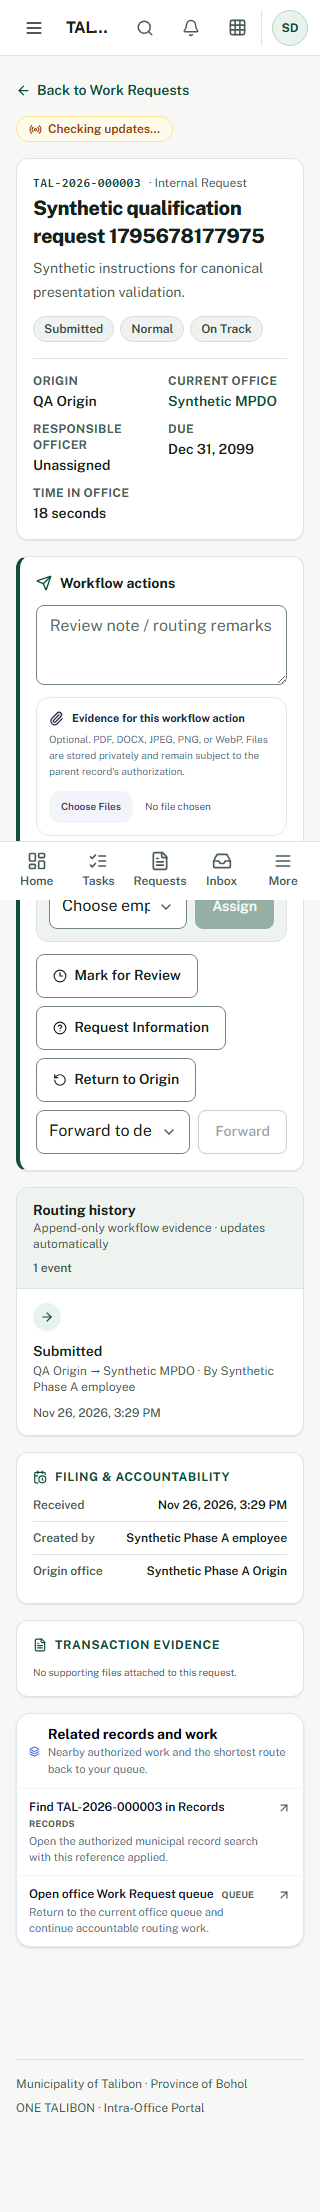 TAL...
SD
Back to Work Requests
Checking updates...
TAL-2026-000003 · Internal Request
Synthetic qualification
request 1795678177975
Synthetic instructions for canonical
presentation validation.
Submitted Normal On Track
ORIGIN
QA Origin
CURRENT OFFICE
Synthetic MPDO
RESPONSIBLE
OFFICER
Unassigned
DUE
Dec 31, 2099
TIME IN OFFICE
18 seconds
Workflow actions
Review note / routing remarks
Evidence for this workflow action
Optional. PDF, DOCX, JPEG, PNG, or WebP. Files
are stored privately and remain subject to the
parent record's authorization.
Choose Files No file chosen
Home Tasks Requests Inbox More
Choose emp Assign
Mark for Review
Request Information
Return to Origin
Forward to de Forward
Routing history
Append-only workflow evidence · updates
automatically
1 event
Submitted
QA Origin → Synthetic MPDO · By Synthetic
Phase A employee
Nov 26, 2026, 3:29 PM
FILING & ACCOUNTABILITY
Received Nov 26, 2026, 3:29 PM
Created by Synthetic Phase A employee
Origin office Synthetic Phase A Origin
TRANSACTION EVIDENCE
No supporting files attached to this request.
Related records and work
Nearby authorized work and the shortest route
back to your queue.
Find TAL-2026-000003 in Records
RECORDS
Open the authorized municipal record search
with this reference applied.
Open office Work Request queue QUEUE
Return to the current office queue and
continue accountable routing work.
Municipality of Talibon · Province of Bohol
ONE TALIBON · Intra-Office Portal